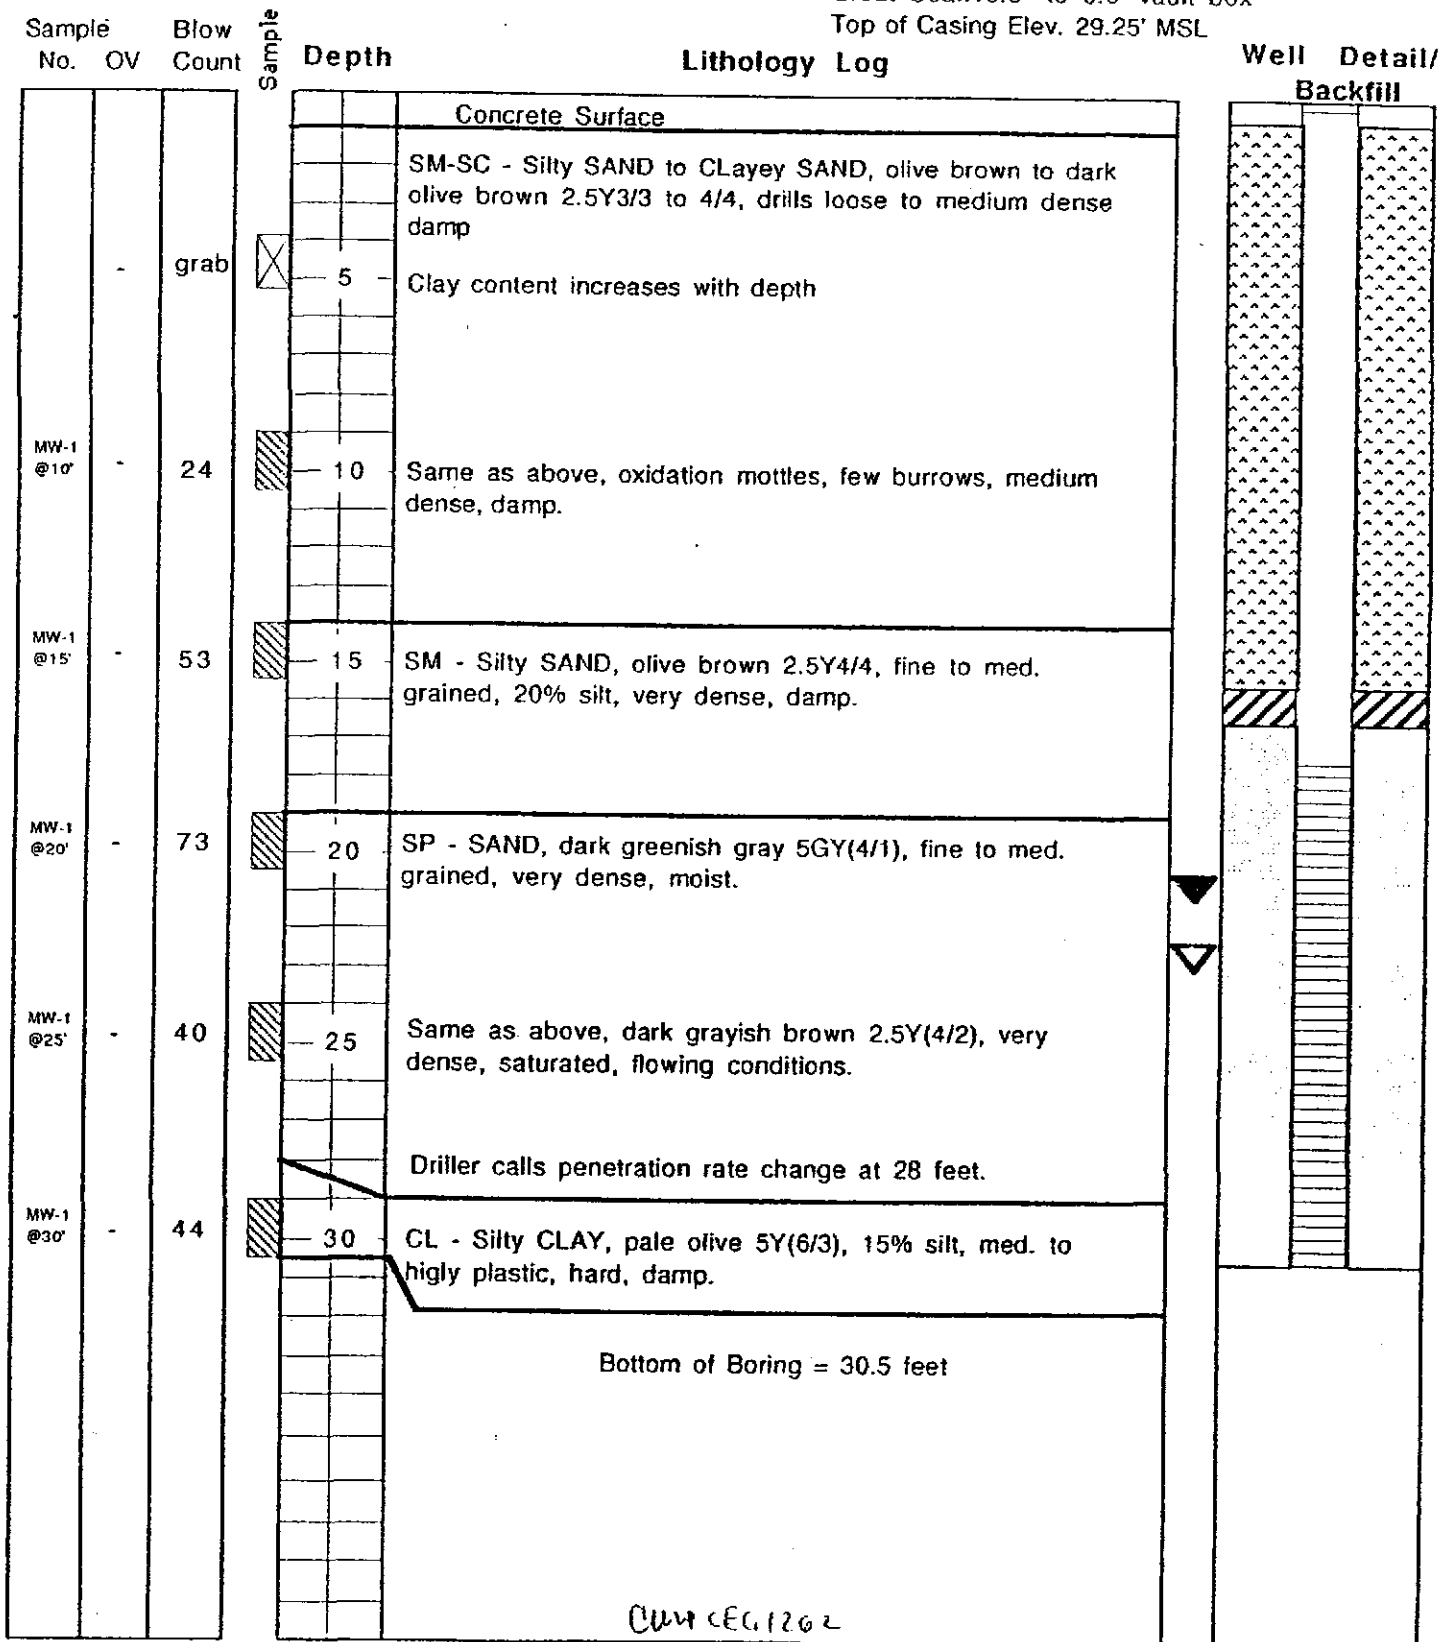 Top of Casing Elev. 29.25' MSL
Sample No.
OV
Blow Count
Sample
Depth
Lithology Log
Well Detail/
Backfill
Concrete Surface
SM-SC - Silty SAND to CLayey SAND, olive brown to dark
olive brown 2.5Y3/3 to 4/4, drills loose to medium dense
damp
- grab
5
Clay content increases with depth
MW-1
@10'
- 24
10
Same as above, oxidation mottles, few burrows, medium
dense, damp.
MW-1
@15'
- 53
15
SM - Silty SAND, olive brown 2.5Y4/4, fine to med.
grained, 20% silt, very dense, damp.
MW-1
@20'
- 73
20
SP - SAND, dark greenish gray 5GY(4/1), fine to med.
grained, very dense, moist.
MW-1
@25'
- 40
25
Same as above, dark grayish brown 2.5Y(4/2), very
dense, saturated, flowing conditions.
Driller calls penetration rate change at 28 feet.
MW-1
@30'
- 44
30
CL - Silty CLAY, pale olive 5Y(6/3), 15% silt, med. to
higly plastic, hard, damp.
Bottom of Boring = 30.5 feet